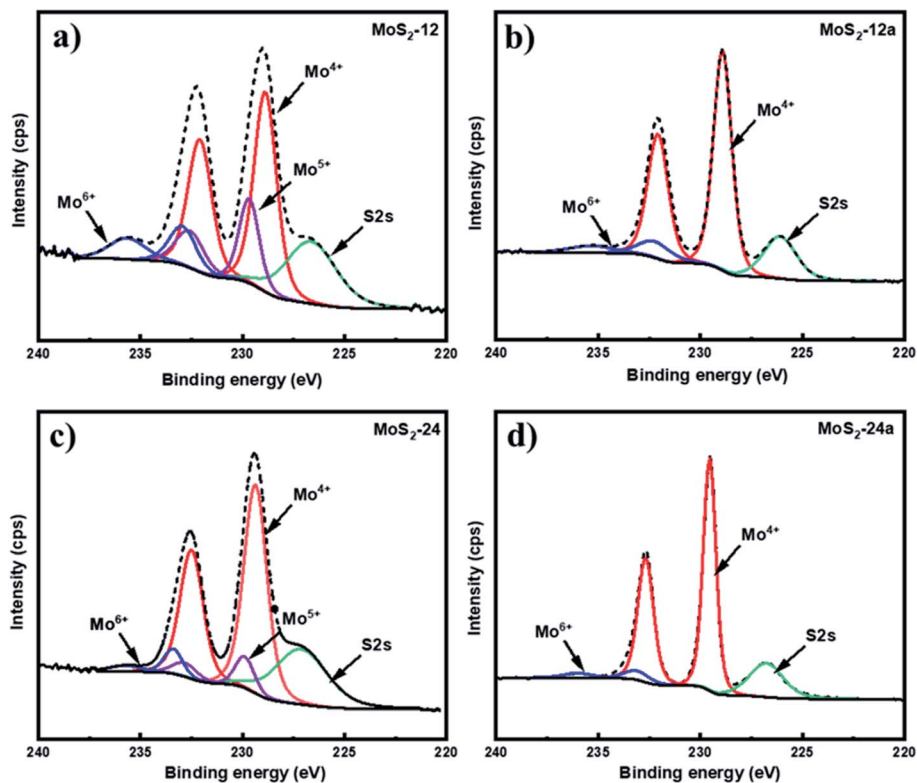 a)
MoS₂-12
Mo⁴⁺
Mo⁵⁺
Mo⁶⁺
S2s
Intensity (cps)
240 235 230 225 220
Binding energy (eV)
b)
MoS₂-12a
Mo⁴⁺
Mo⁶⁺
S2s
Intensity (cps)
240 235 230 225 220
Binding energy (eV)
c)
MoS₂-24
Mo⁴⁺
Mo⁵⁺
Mo⁶⁺
S2s
Intensity (cps)
240 235 230 225 220
Binding energy (eV)
d)
MoS₂-24a
Mo⁴⁺
Mo⁶⁺
S2s
Intensity (cps)
240 235 230 225 220
Binding energy (eV)